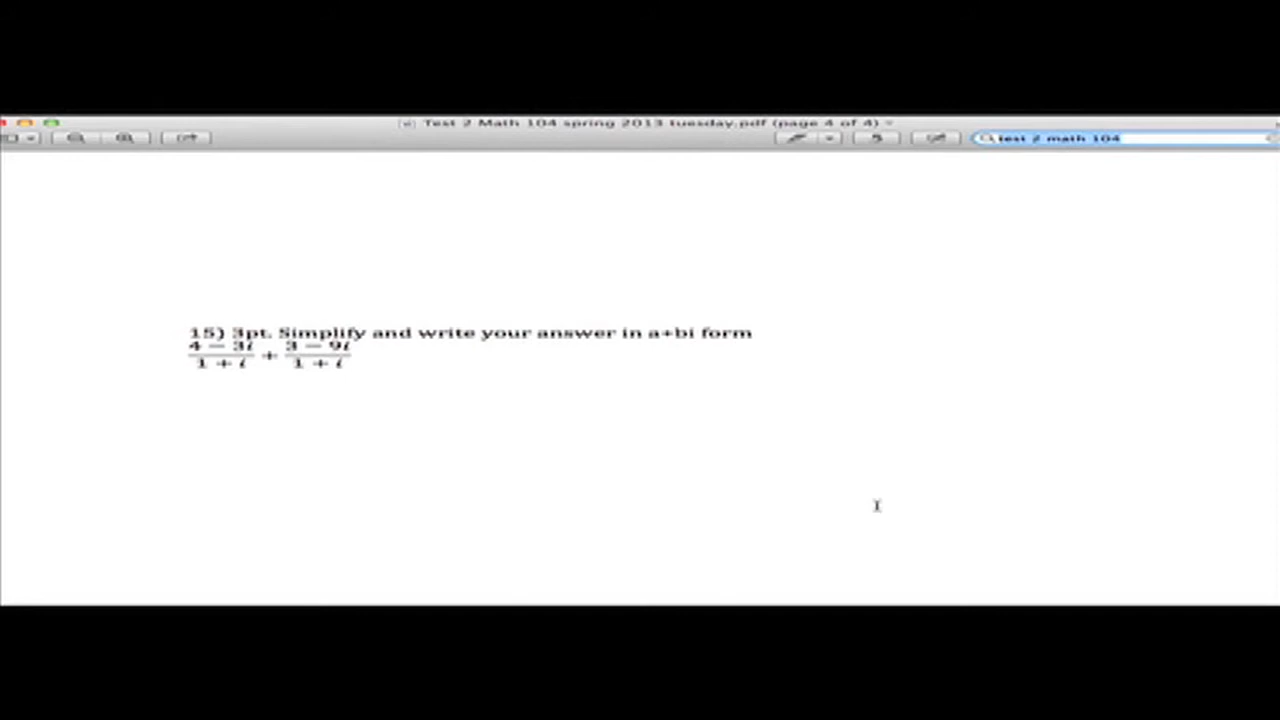 Test 2 Math 104 spring 2013 tuesday.pdf (page 4 of 4)
test 2 math 104
15) 3pt. Simplify and write your answer in a+bi form
4 − 3i   3 − 9i
+
1 + i   1 + i